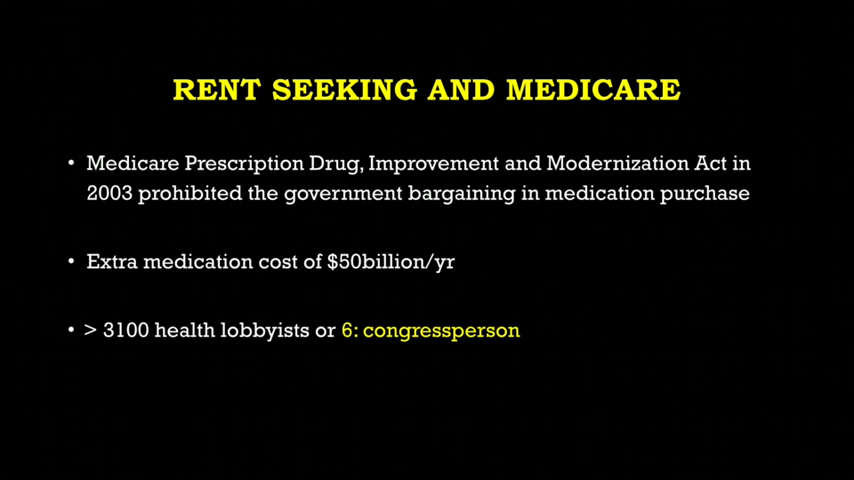 RENT SEEKING AND MEDICARE
• Medicare Prescription Drug, Improvement and Modernization Act in
2003 prohibited the government bargaining in medication purchase
• Extra medication cost of $50billion/yr
• > 3100 health lobbyists or 6: congressperson